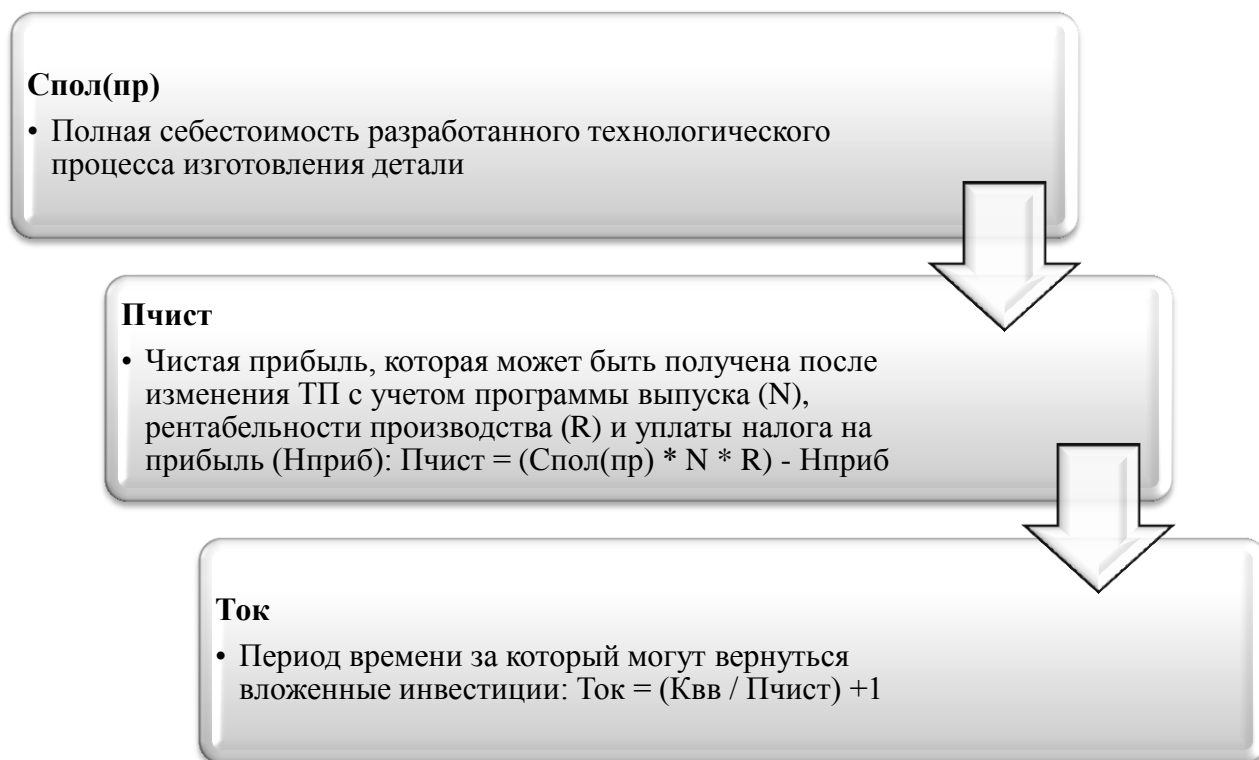 Спол(пр)
• Полная себестоимость разработанного технологического
процесса изготовления детали
Пчист
• Чистая прибыль, которая может быть получена после
изменения ТП с учетом программы выпуска (N),
рентабельности производства (R) и уплаты налога на
прибыль (Нприб): Пчист = (Спол(пр) * N * R) - Нприб
Ток
• Период времени за который могут вернуться
вложенные инвестиции: Ток = (Квв / Пчист) +1